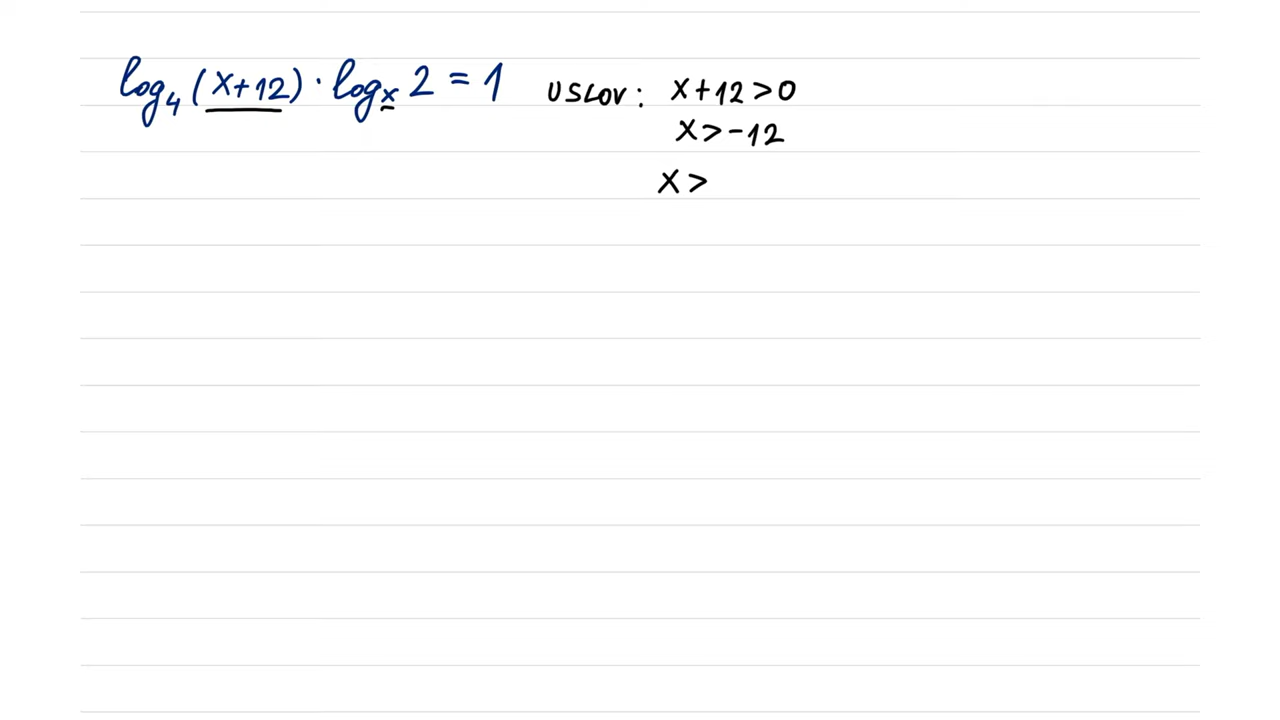 log₄(x+12) · logₓ 2 = 1 USLOV: x+12>0
x>-12
x>